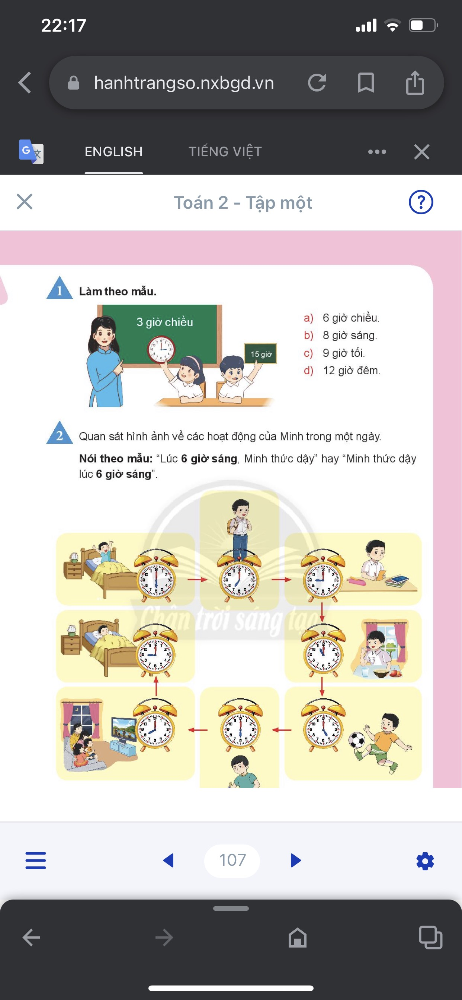 22:17
hanhtrangso.nxbgd.vn
ENGLISH TIẾNG VIỆT
Toán 2 - Tập một
1 Làm theo mẫu.
3 giờ chiều
15 giờ
a) 6 giờ chiều.
b) 8 giờ sáng.
c) 9 giờ tối.
d) 12 giờ đêm.
2 Quan sát hình ảnh về các hoạt động của Minh trong một ngày.
Nói theo mẫu: “Lúc 6 giờ sáng, Minh thức dậy” hay “Minh thức dậy
lúc 6 giờ sáng”.
Chân trời sáng tạo
107